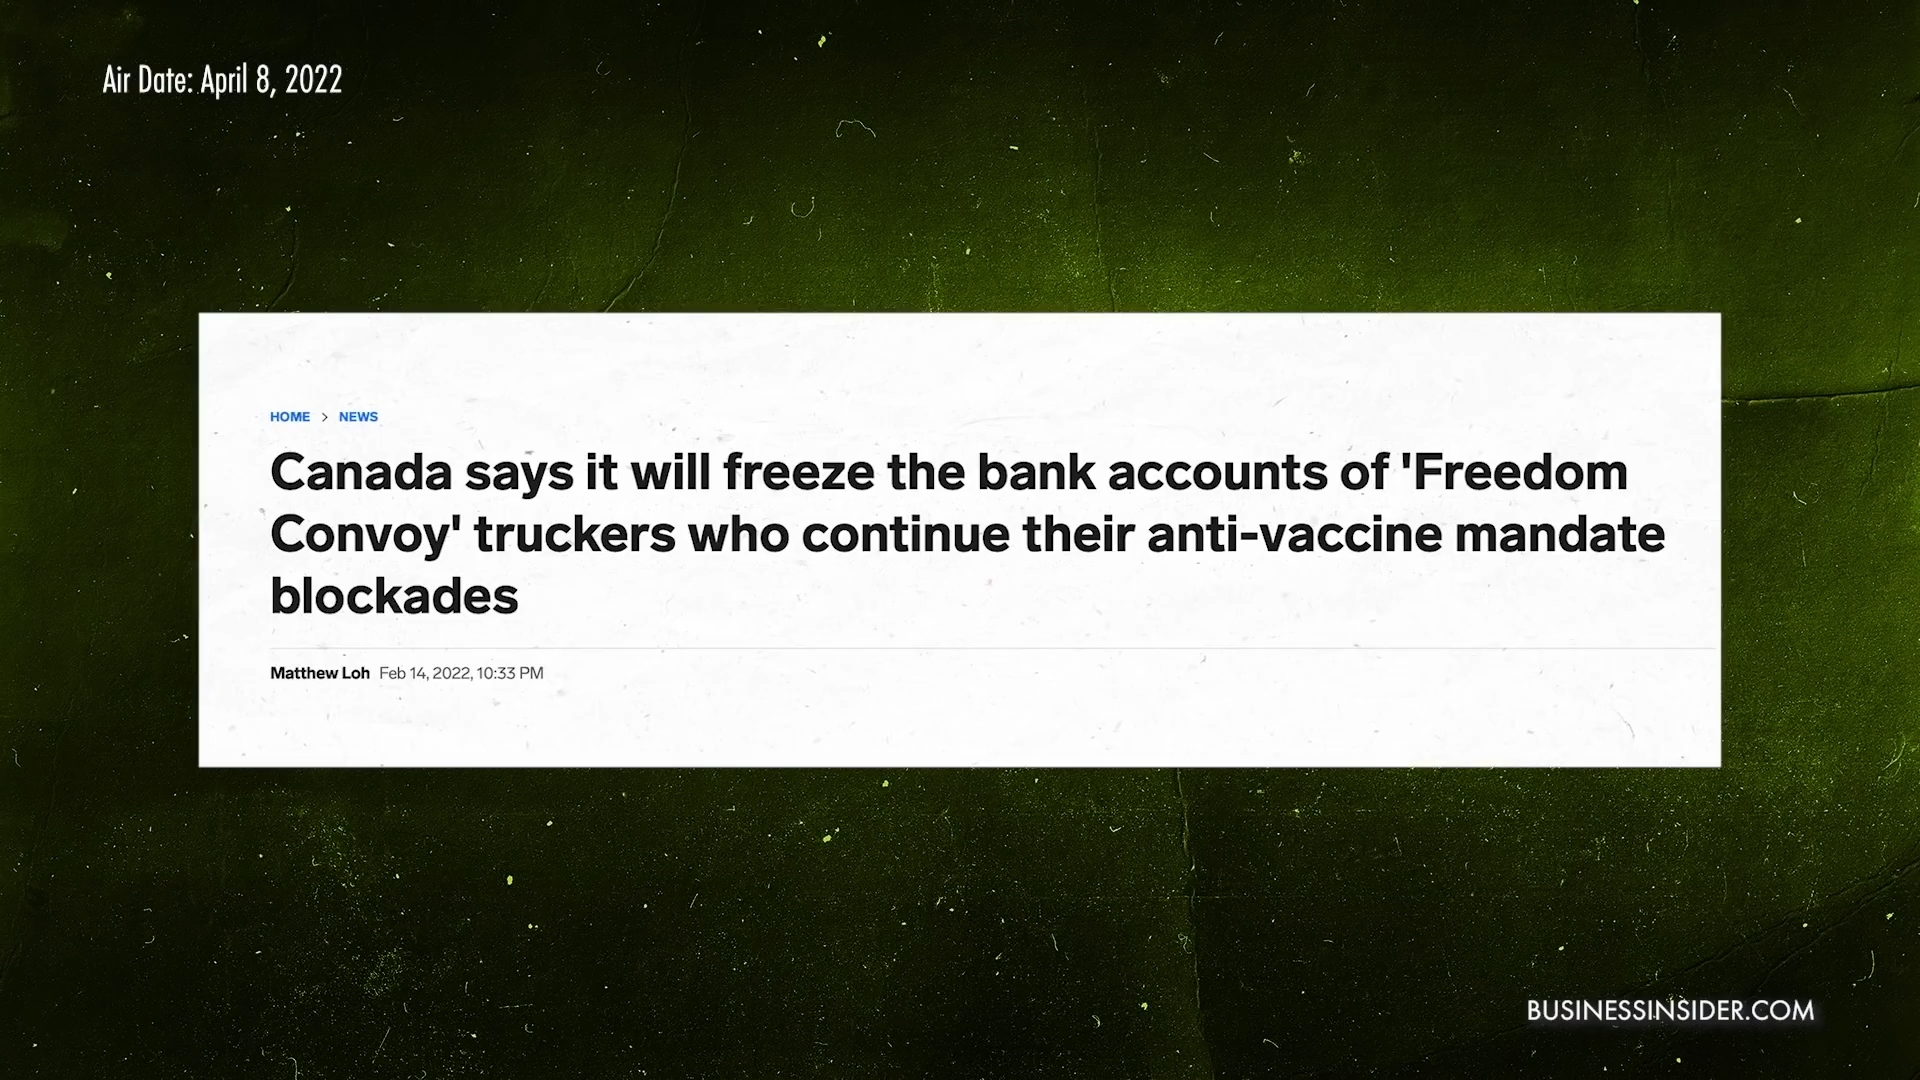 Air Date: April 8, 2022
HOME > NEWS
Canada says it will freeze the bank accounts of 'Freedom
Convoy' truckers who continue their anti-vaccine mandate
blockades
Matthew Loh Feb 14, 2022, 10:33 PM
BUSINESSINSIDER.COM